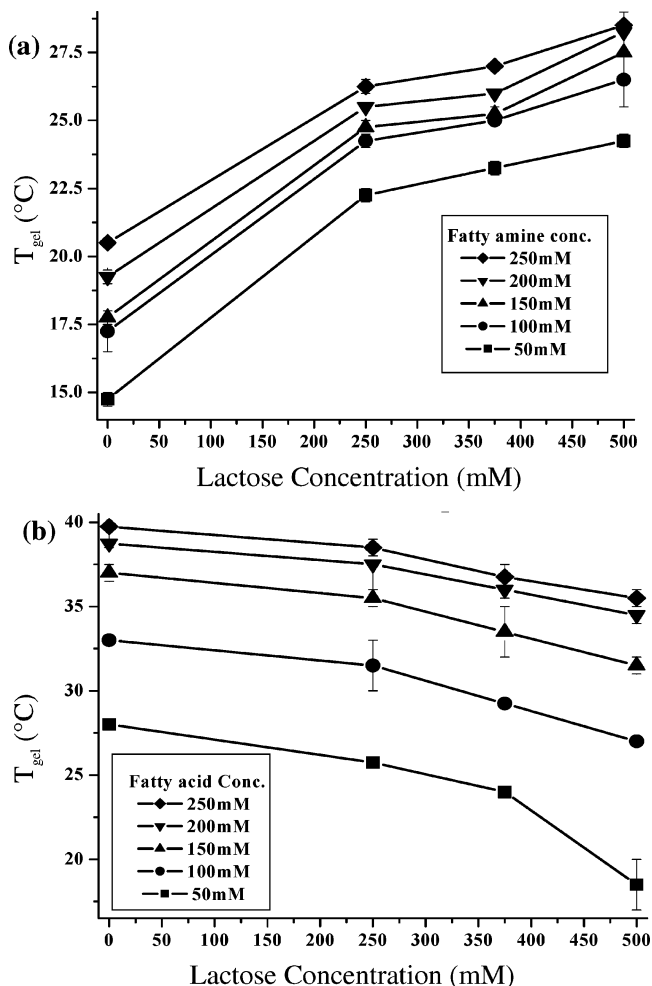 (a)
27.5
25.0
22.5
20.0
17.5
15.0
T_gel (°C)
Fatty amine conc.
250mM
200mM
150mM
100mM
50mM
0 50 100 150 200 250 300 350 400 450 500
Lactose Concentration (mM)
(b)
40
35
30
25
20
T_gel (°C)
Fatty acid Conc.
250mM
200mM
150mM
100mM
50mM
0 50 100 150 200 250 300 350 400 450 500
Lactose Concentration (mM)